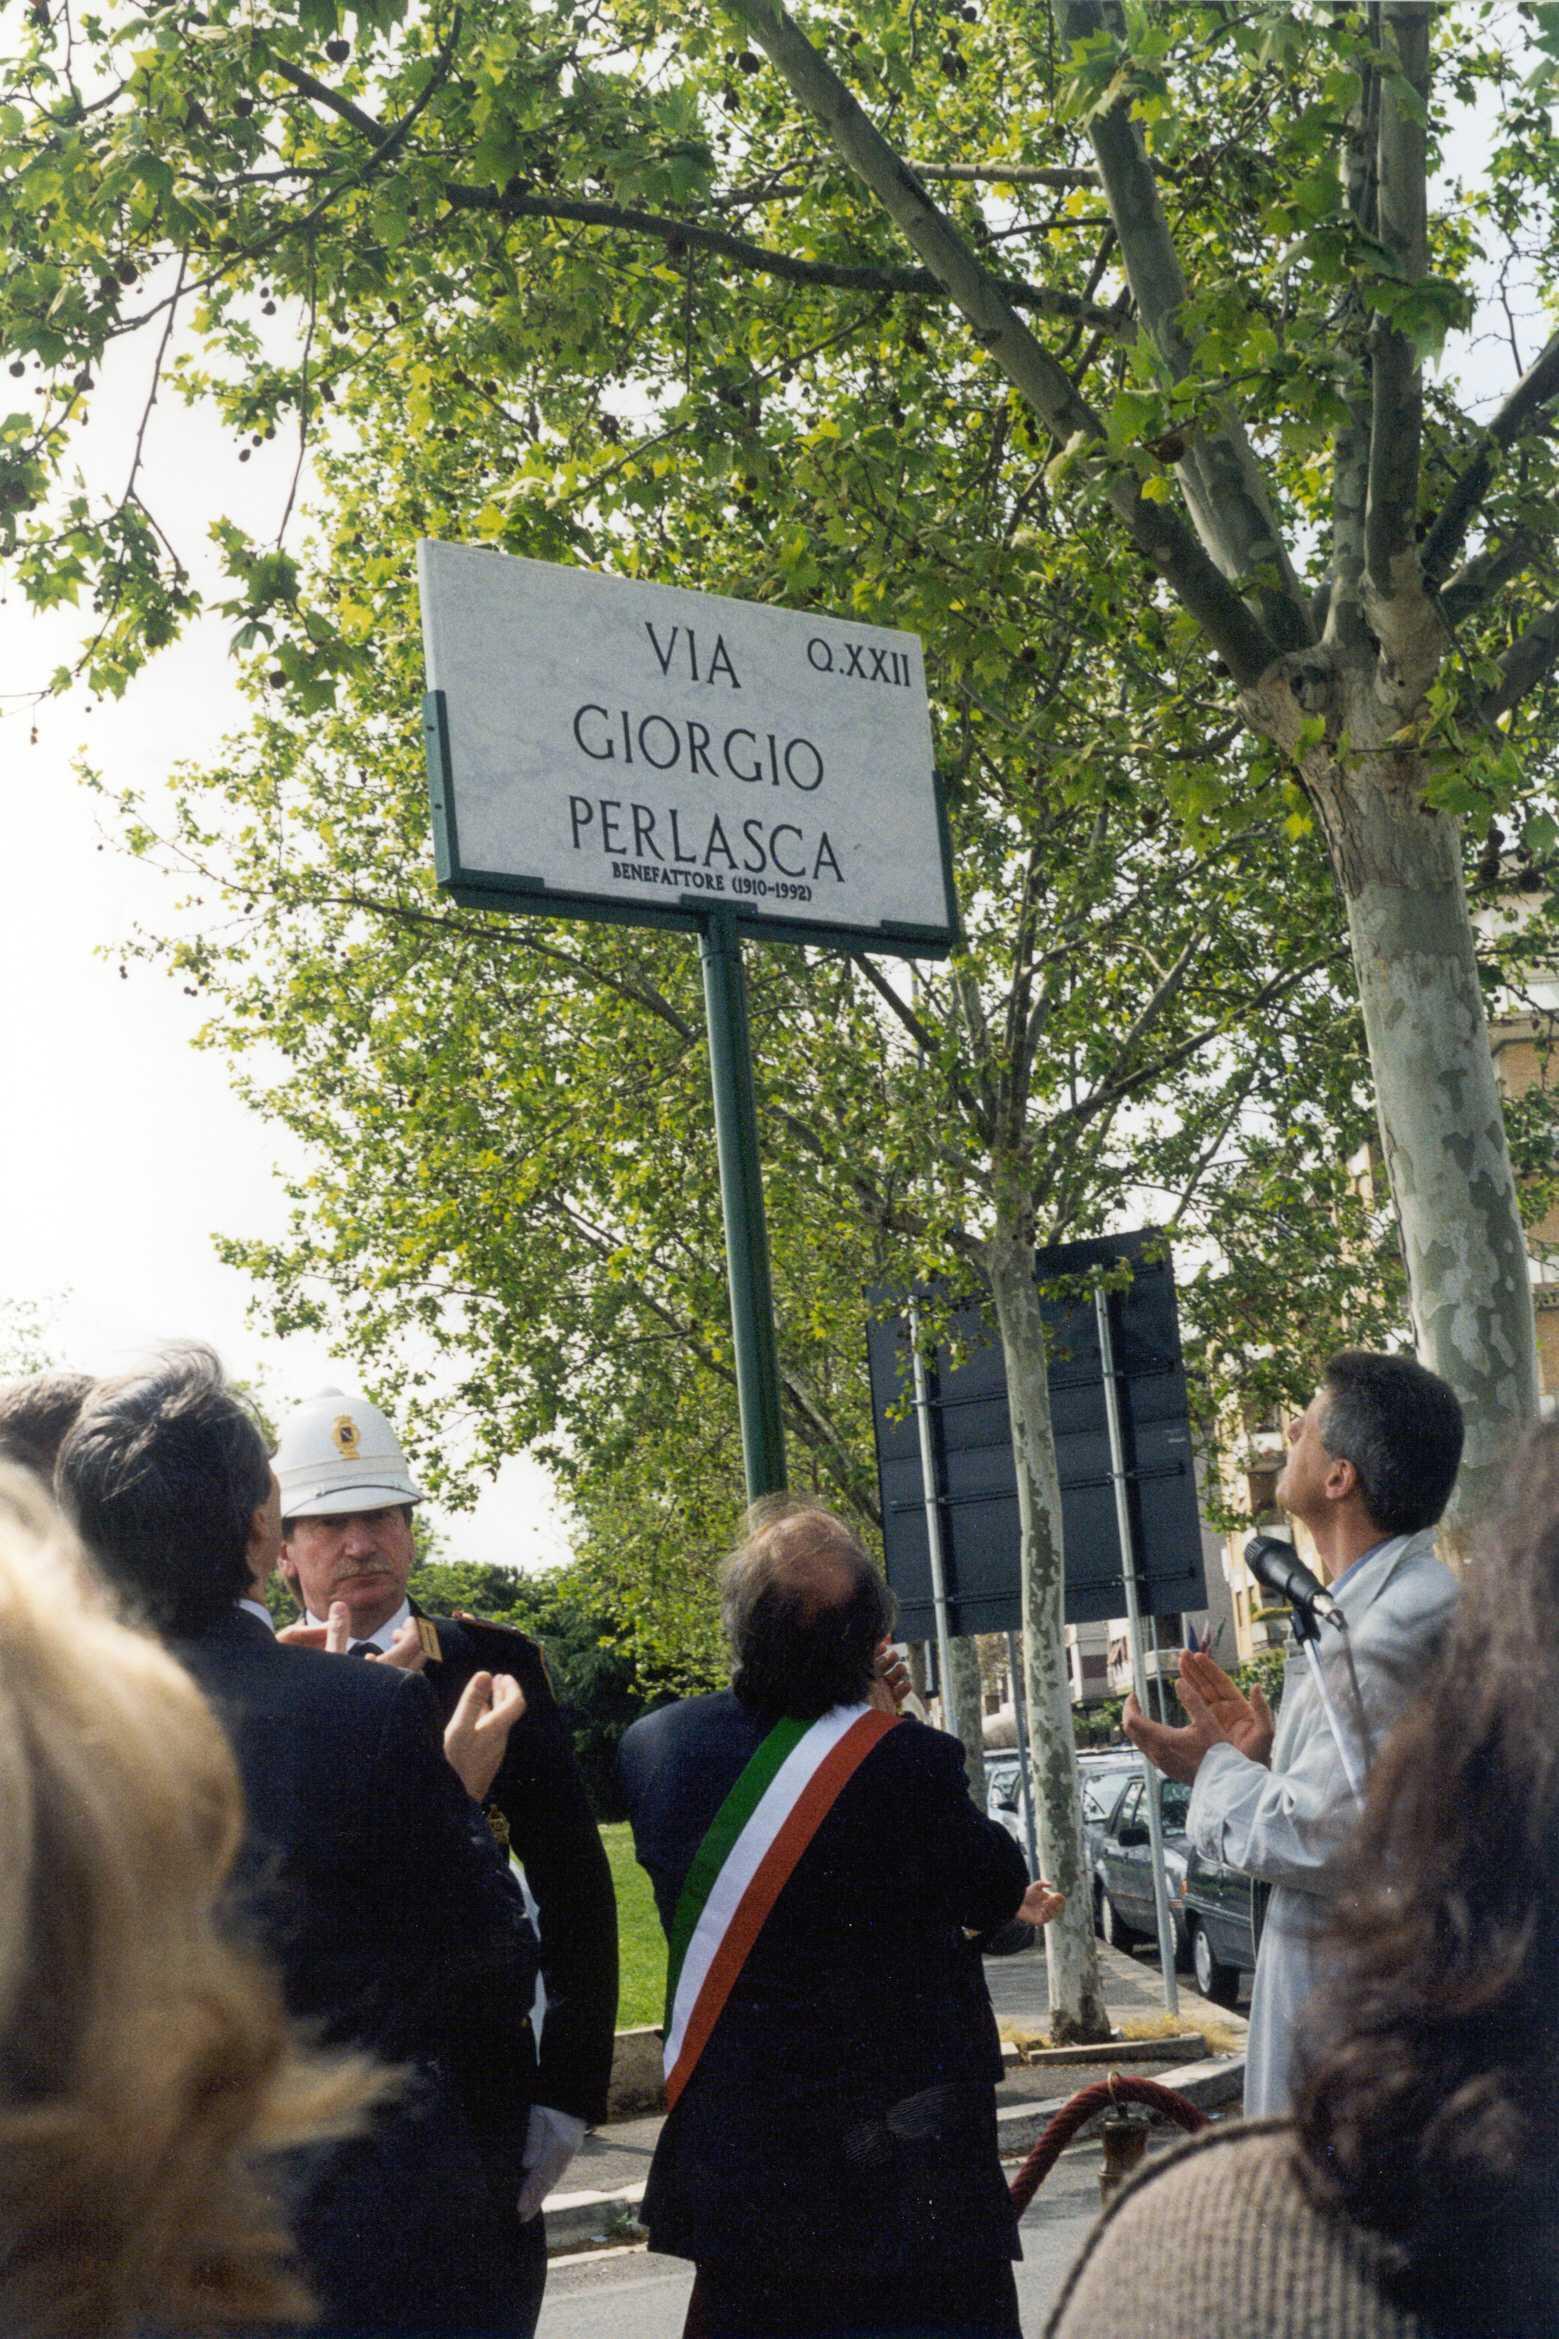 VIA Q.XXII
GIORGIO
PERLASCA
BENEFATTORE (1910-1992)